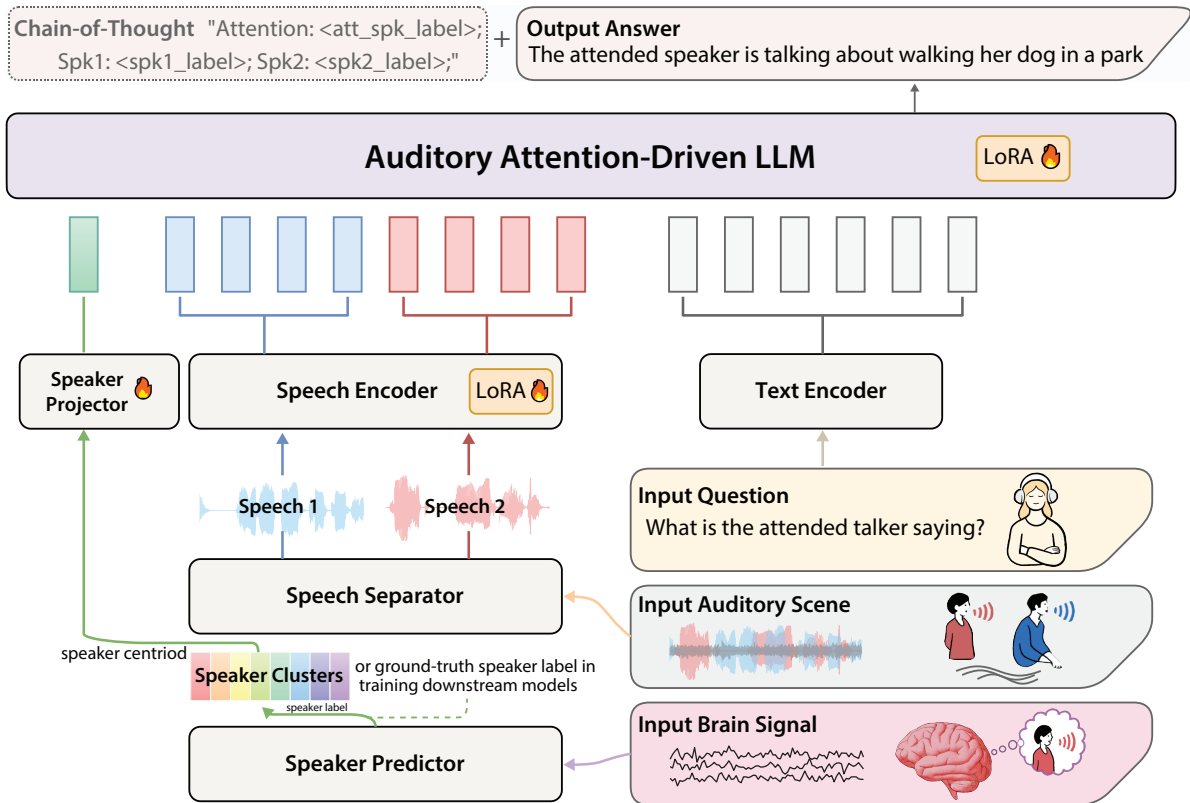 Chain-of-Thought "Attention: <att_spk_label>;
Spk1: <spk1_label>; Spk2: <spk2_label>;"
+
Output Answer
The attended speaker is talking about walking her dog in a park
Auditory Attention-Driven LLM
LoRA
Speaker
Projector
Speech Encoder
LoRA
Text Encoder
Speech 1
Speech 2
Input Question
What is the attended talker saying?
Speech Separator
Input Auditory Scene
speaker centriod
Speaker Clusters
or ground-truth speaker label in
training downstream models
speaker label
Speaker Predictor
Input Brain Signal